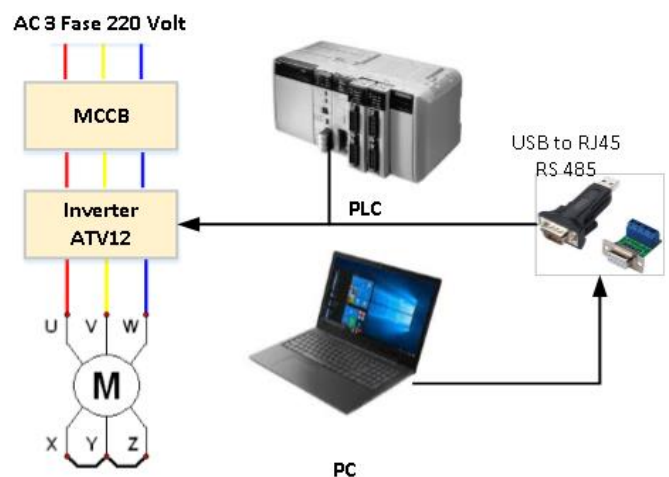 AC 3 Fase 220 Volt
MCCB
Inverter
ATV12
U V W
M
X Y Z
PLC
USB to RJ45
RS 485
PC